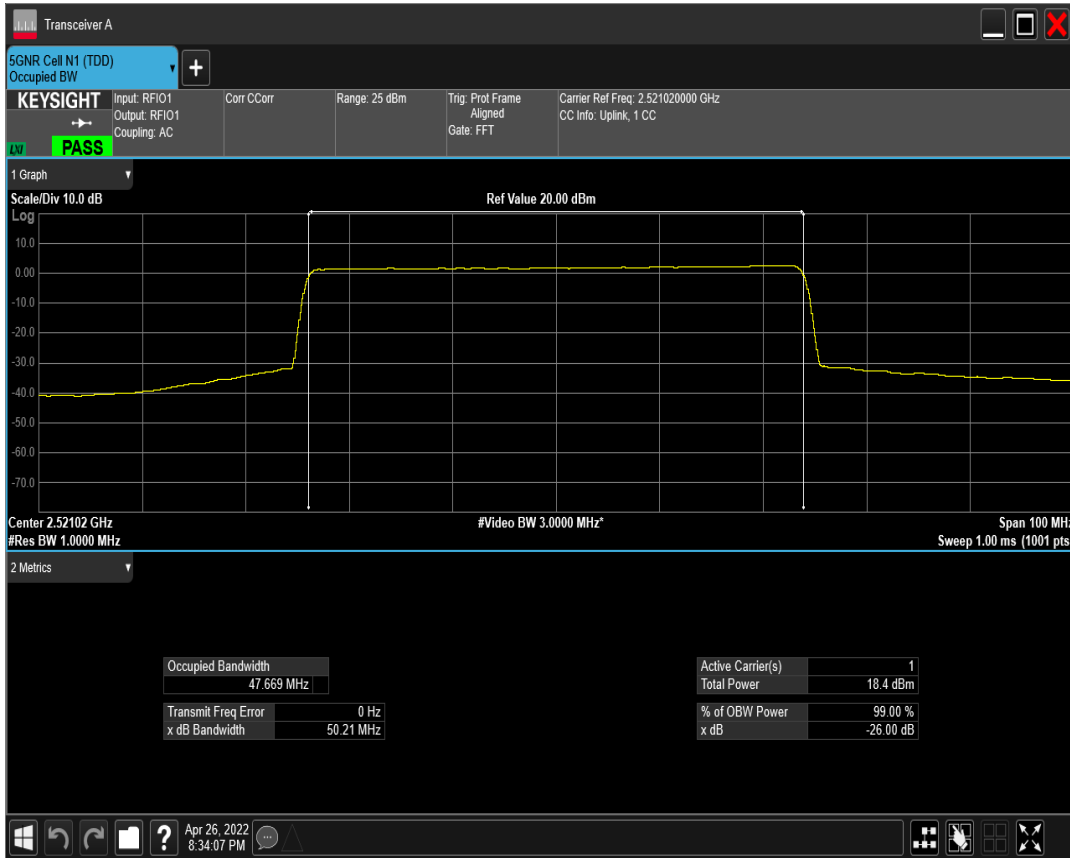 Transceiver A
5GNR Cell N1 (TDD)
Occupied BW
KEYSIGHT
LXI
PASS
Input: RFIO1
Output: RFIO1
Coupling: AC
Corr CCorr
Range: 25 dBm
Trig: Prot Frame
Aligned
Gate: FFT
Carrier Ref Freq: 2.521020000 GHz
CC Info: Uplink, 1 CC
1 Graph
Scale/Div 10.0 dB
Ref Value 20.00 dBm
Log
10.0
0.00
-10.0
-20.0
-30.0
-40.0
-50.0
-60.0
-70.0
Center 2.52102 GHz
#Video BW 3.0000 MHz*
Span 100 MHz
#Res BW 1.0000 MHz
Sweep 1.00 ms (1001 pts
2 Metrics
Occupied Bandwidth
47.669 MHz
Transmit Freq Error 0 Hz
x dB Bandwidth 50.21 MHz
Active Carrier(s) 1
Total Power 18.4 dBm
% of OBW Power 99.00 %
x dB -26.00 dB
?
Apr 26, 2022
8:34:07 PM